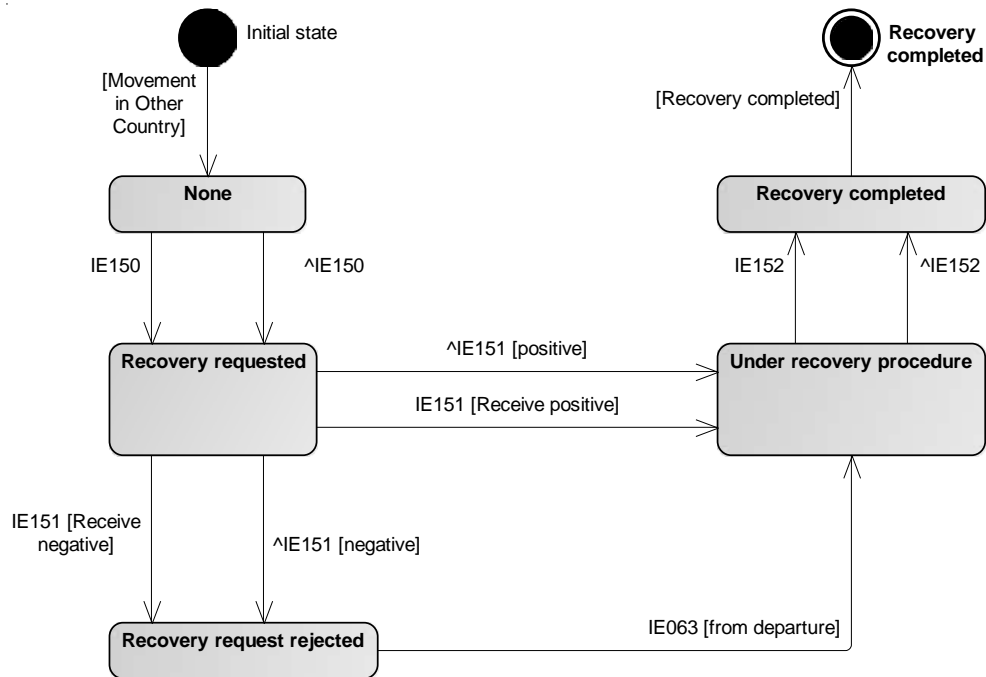 Initial state
Recovery
completed
[Movement
in Other
Country]
[Recovery completed]
None
Recovery completed
IE150
^IE150
IE152
^IE152
Recovery requested
^IE151 [positive]
Under recovery procedure
IE151 [Receive positive]
IE151 [Receive
negative]
^IE151 [negative]
Recovery request rejected
IE063 [from departure]